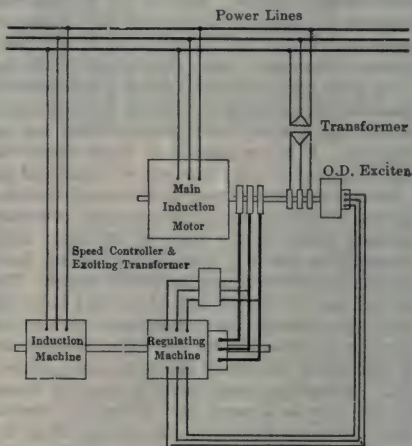 Power Lines
Transformer
O.D. Exciter
Main
Induction
Motor
Speed Controller &
Exciting Transformer
Induction
Machine
Regulating
Machine